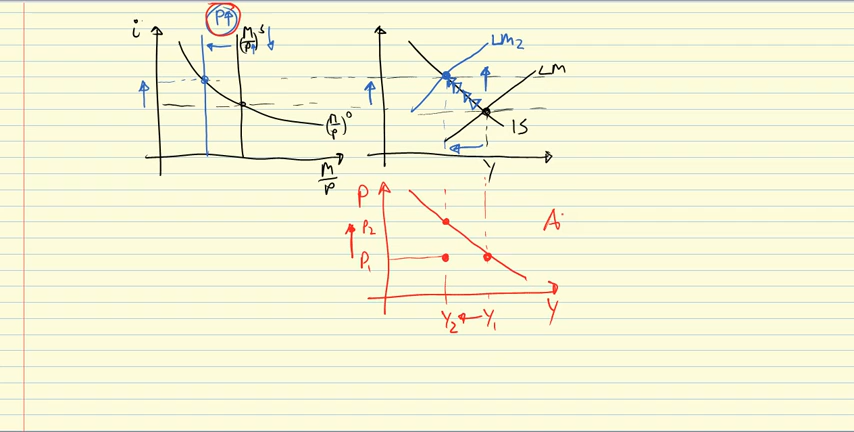 P↑
i
(M/P)ˢ ↓
LM₂
LM
IS
M/P
Y
P
P₂
P₁
Y₂ ← Y₁
Y